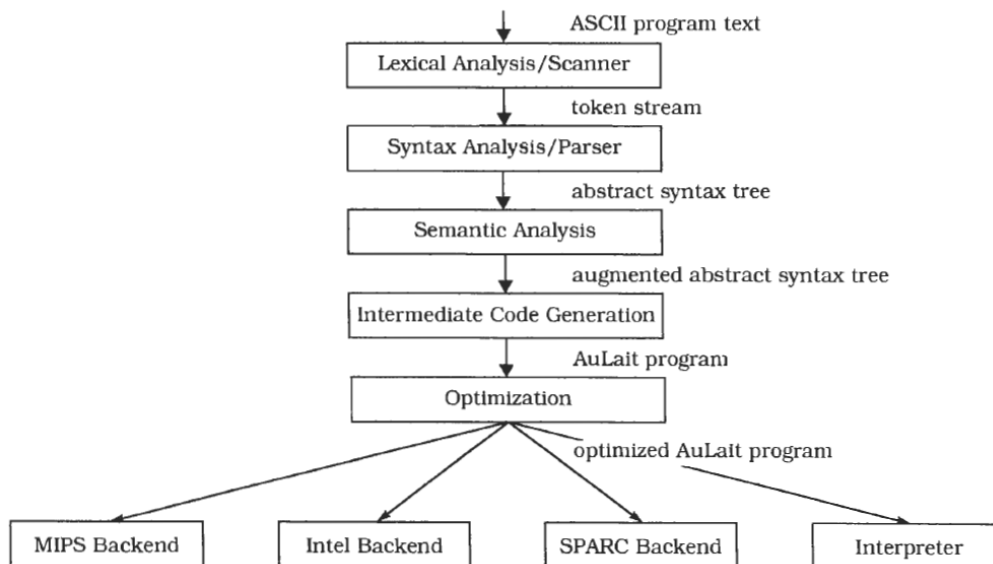 ASCII program text
Lexical Analysis/Scanner
token stream
Syntax Analysis/Parser
abstract syntax tree
Semantic Analysis
augmented abstract syntax tree
Intermediate Code Generation
AuLait program
Optimization
optimized AuLait program
MIPS Backend
Intel Backend
SPARC Backend
Interpreter